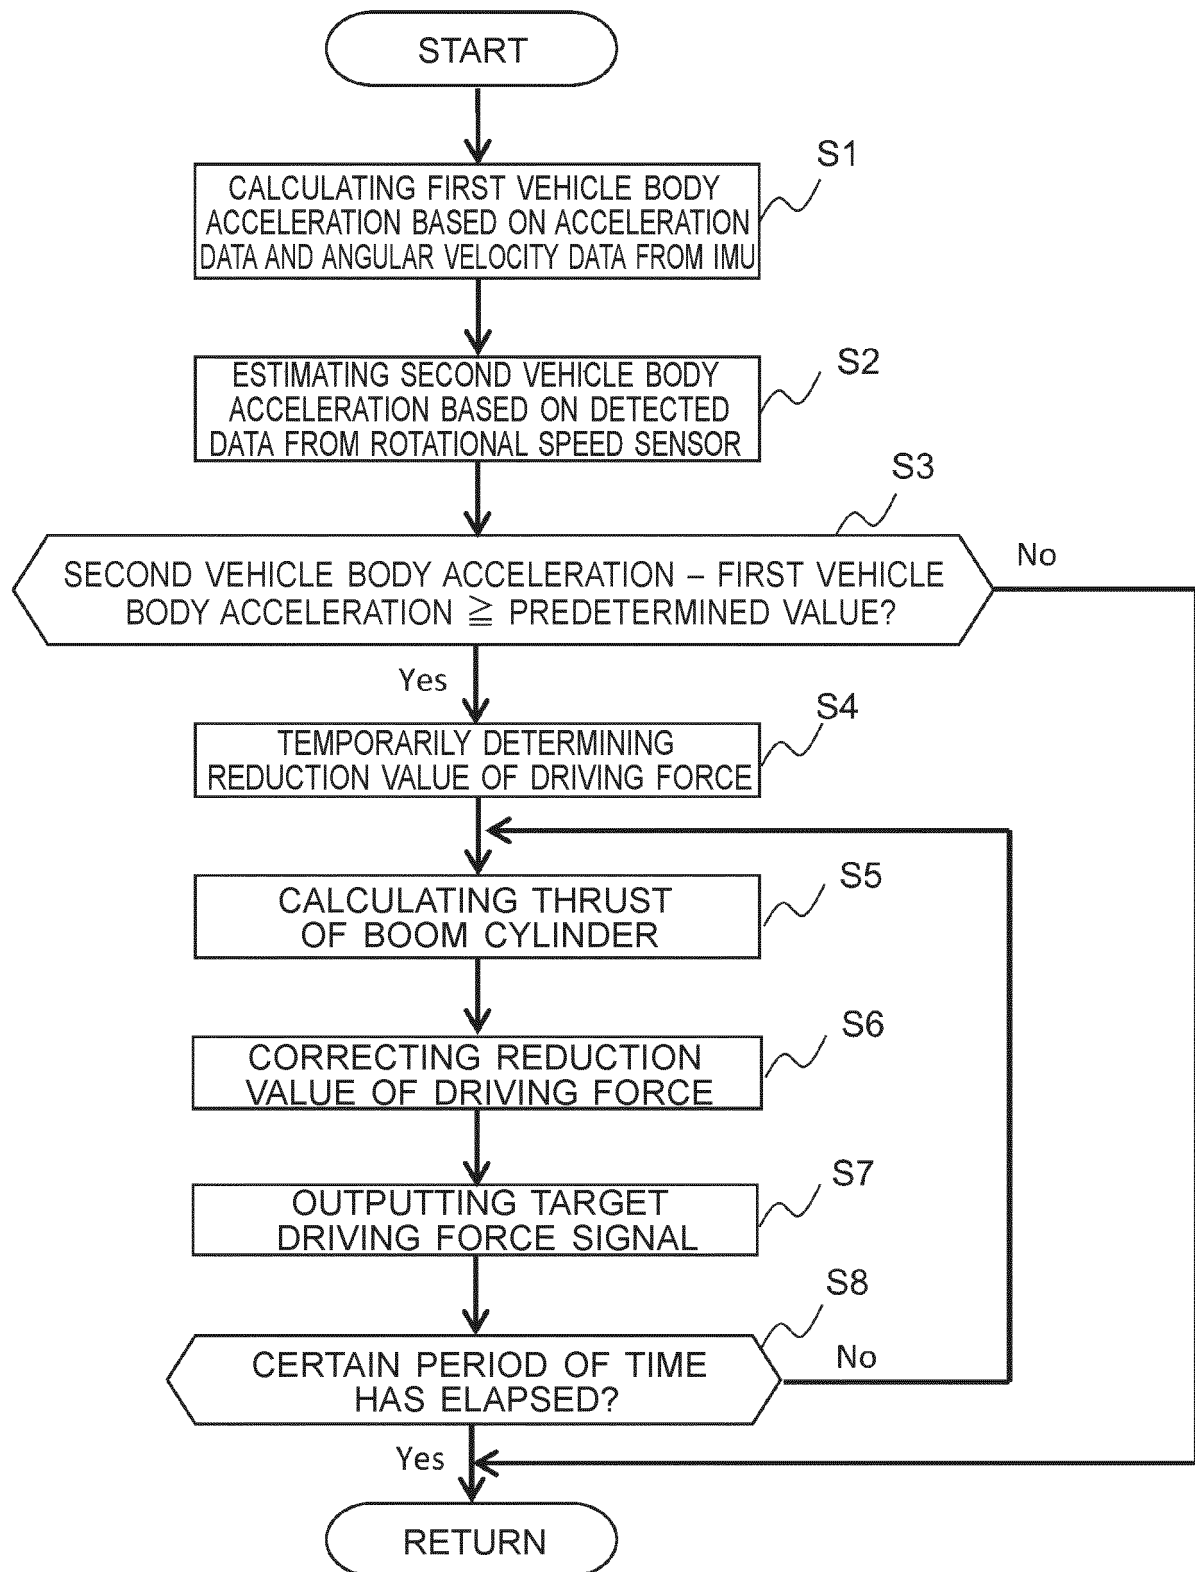 START
S1
CALCULATING FIRST VEHICLE BODY
ACCELERATION BASED ON ACCELERATION
DATA AND ANGULAR VELOCITY DATA FROM IMU
S2
ESTIMATING SECOND VEHICLE BODY
ACCELERATION BASED ON DETECTED
DATA FROM ROTATIONAL SPEED SENSOR
S3
SECOND VEHICLE BODY ACCELERATION – FIRST VEHICLE
BODY ACCELERATION ≧ PREDETERMINED VALUE?
No
Yes
S4
TEMPORARILY DETERMINING
REDUCTION VALUE OF DRIVING FORCE
S5
CALCULATING THRUST
OF BOOM CYLINDER
S6
CORRECTING REDUCTION
VALUE OF DRIVING FORCE
S7
OUTPUTTING TARGET
DRIVING FORCE SIGNAL
S8
CERTAIN PERIOD OF TIME
HAS ELAPSED?
No
Yes
RETURN